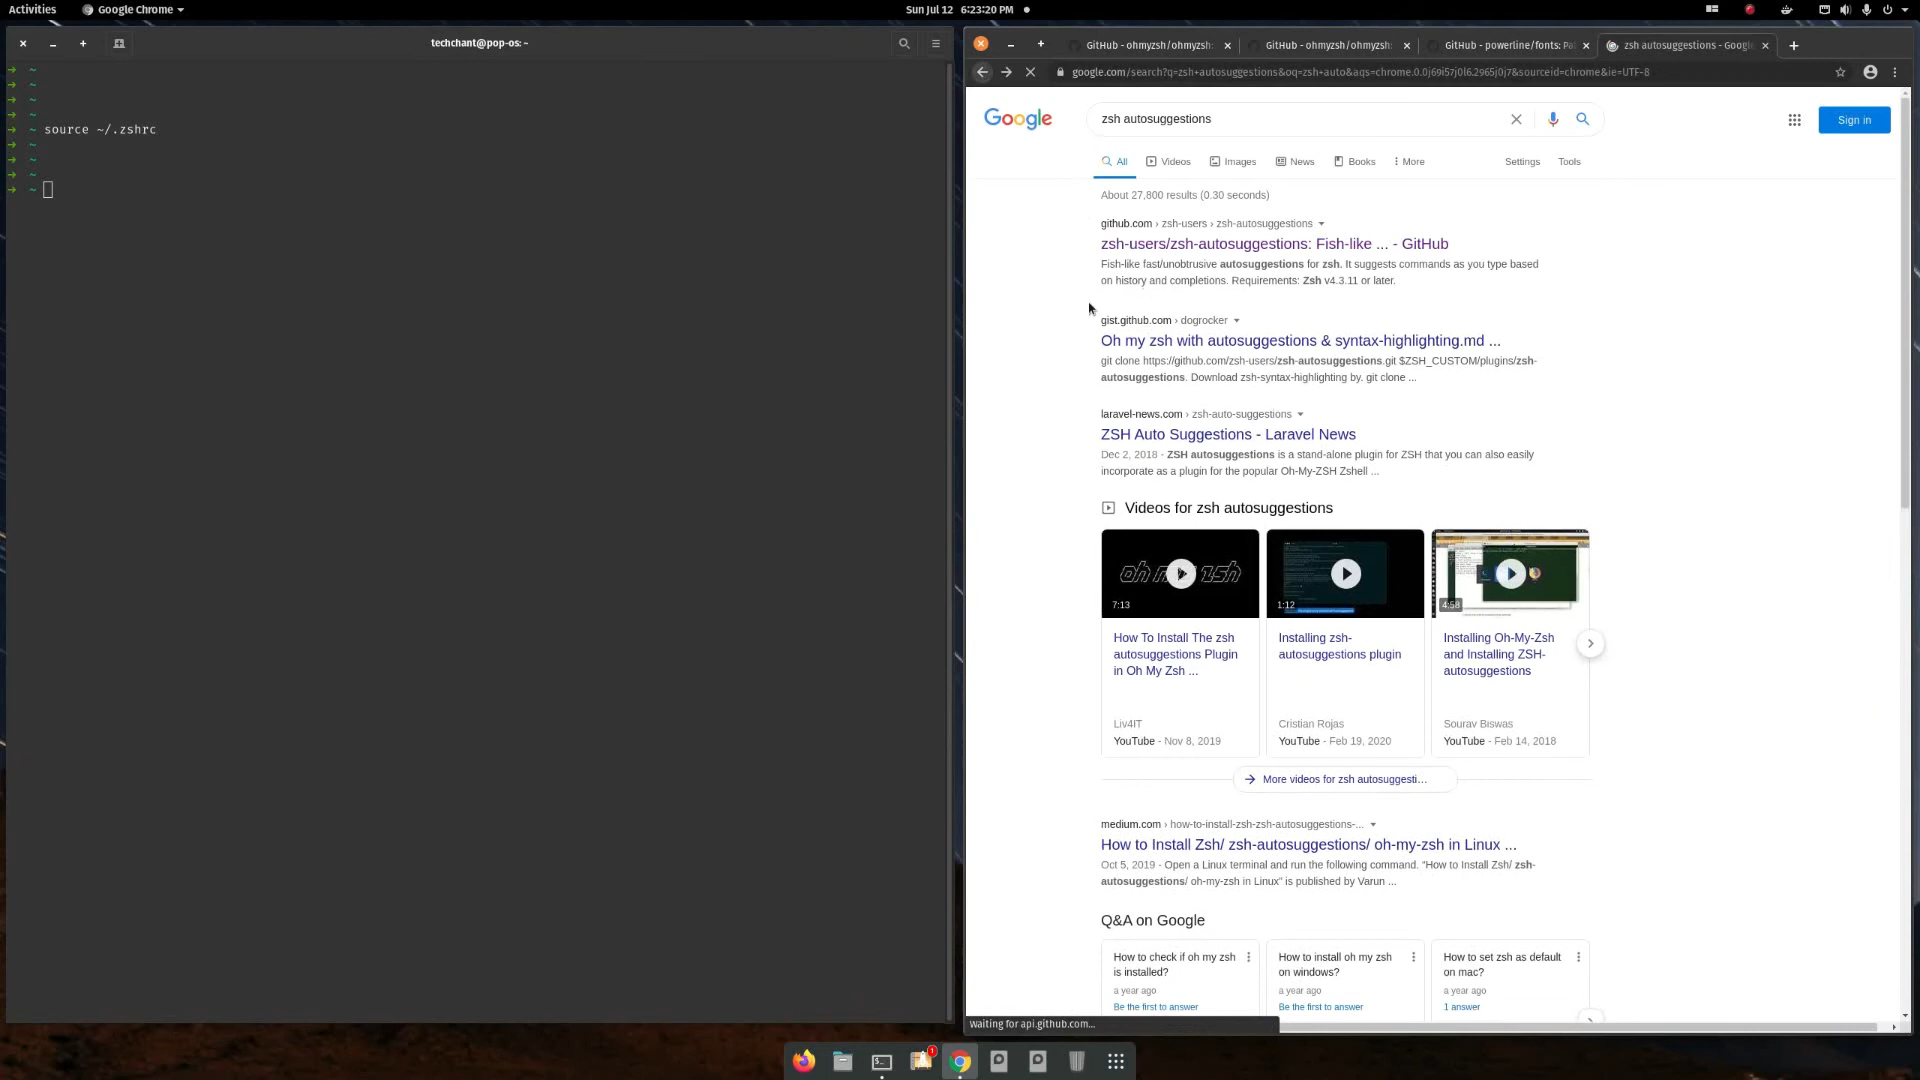 Activities
Google Chrome
Sun Jul 12 6:23:20 PM
techchant@pop-os: ~
GitHub - ohmyzsh/ohmyzsh:
GitHub - ohmyzsh/ohmyzsh:
GitHub - powerline/fonts: Pa
zsh autosuggestions - Google
google.com/search?q=zsh+autosuggestions&oq=zsh+auto&aqs=chrome.0.0j69i57j0l6.2965j0j7&sourceid=chrome&ie=UTF-8
➜ ~
➜ ~
➜ ~
➜ ~
➜ ~ source ~/.zshrc
➜ ~
➜ ~
➜ ~
➜ ~
Google
zsh autosuggestions
Sign in
All
Videos
Images
News
Books
More
Settings
Tools
About 27,800 results (0.30 seconds)
github.com › zsh-users › zsh-autosuggestions
zsh-users/zsh-autosuggestions: Fish-like ... - GitHub
Fish-like fast/unobtrusive autosuggestions for zsh. It suggests commands as you type based
on history and completions. Requirements: Zsh v4.3.11 or later.
gist.github.com › dogrocker
Oh my zsh with autosuggestions & syntax-highlighting.md ...
git clone https://github.com/zsh-users/zsh-autosuggestions.git $ZSH_CUSTOM/plugins/zsh-
autosuggestions. Download zsh-syntax-highlighting by. git clone ...
laravel-news.com › zsh-auto-suggestions
ZSH Auto Suggestions - Laravel News
Dec 2, 2018 - ZSH autosuggestions is a stand-alone plugin for ZSH that you can also easily
incorporate as a plugin for the popular Oh-My-ZSH Zshell ...
Videos for zsh autosuggestions
oh my zsh
7:13
1:12
4:58
How To Install The zsh
autosuggestions Plugin
in Oh My Zsh ...
Liv4IT
YouTube - Nov 8, 2019
Installing zsh-
autosuggestions plugin
Cristian Rojas
YouTube - Feb 19, 2020
Installing Oh-My-Zsh
and Installing ZSH-
autosuggestions
Sourav Biswas
YouTube - Feb 14, 2018
More videos for zsh autosuggesti...
medium.com › how-to-install-zsh-zsh-autosuggestions-...
How to Install Zsh/ zsh-autosuggestions/ oh-my-zsh in Linux ...
Oct 5, 2019 - Open a Linux terminal and run the following command. "How to Install Zsh/ zsh-
autosuggestions/ oh-my-zsh in Linux" is published by Varun ...
Q&A on Google
How to check if oh my zsh
is installed?
a year ago
Be the first to answer
How to install oh my zsh
on windows?
a year ago
Be the first to answer
How to set zsh as default
on mac?
a year ago
1 answer
waiting for api.github.com...
1